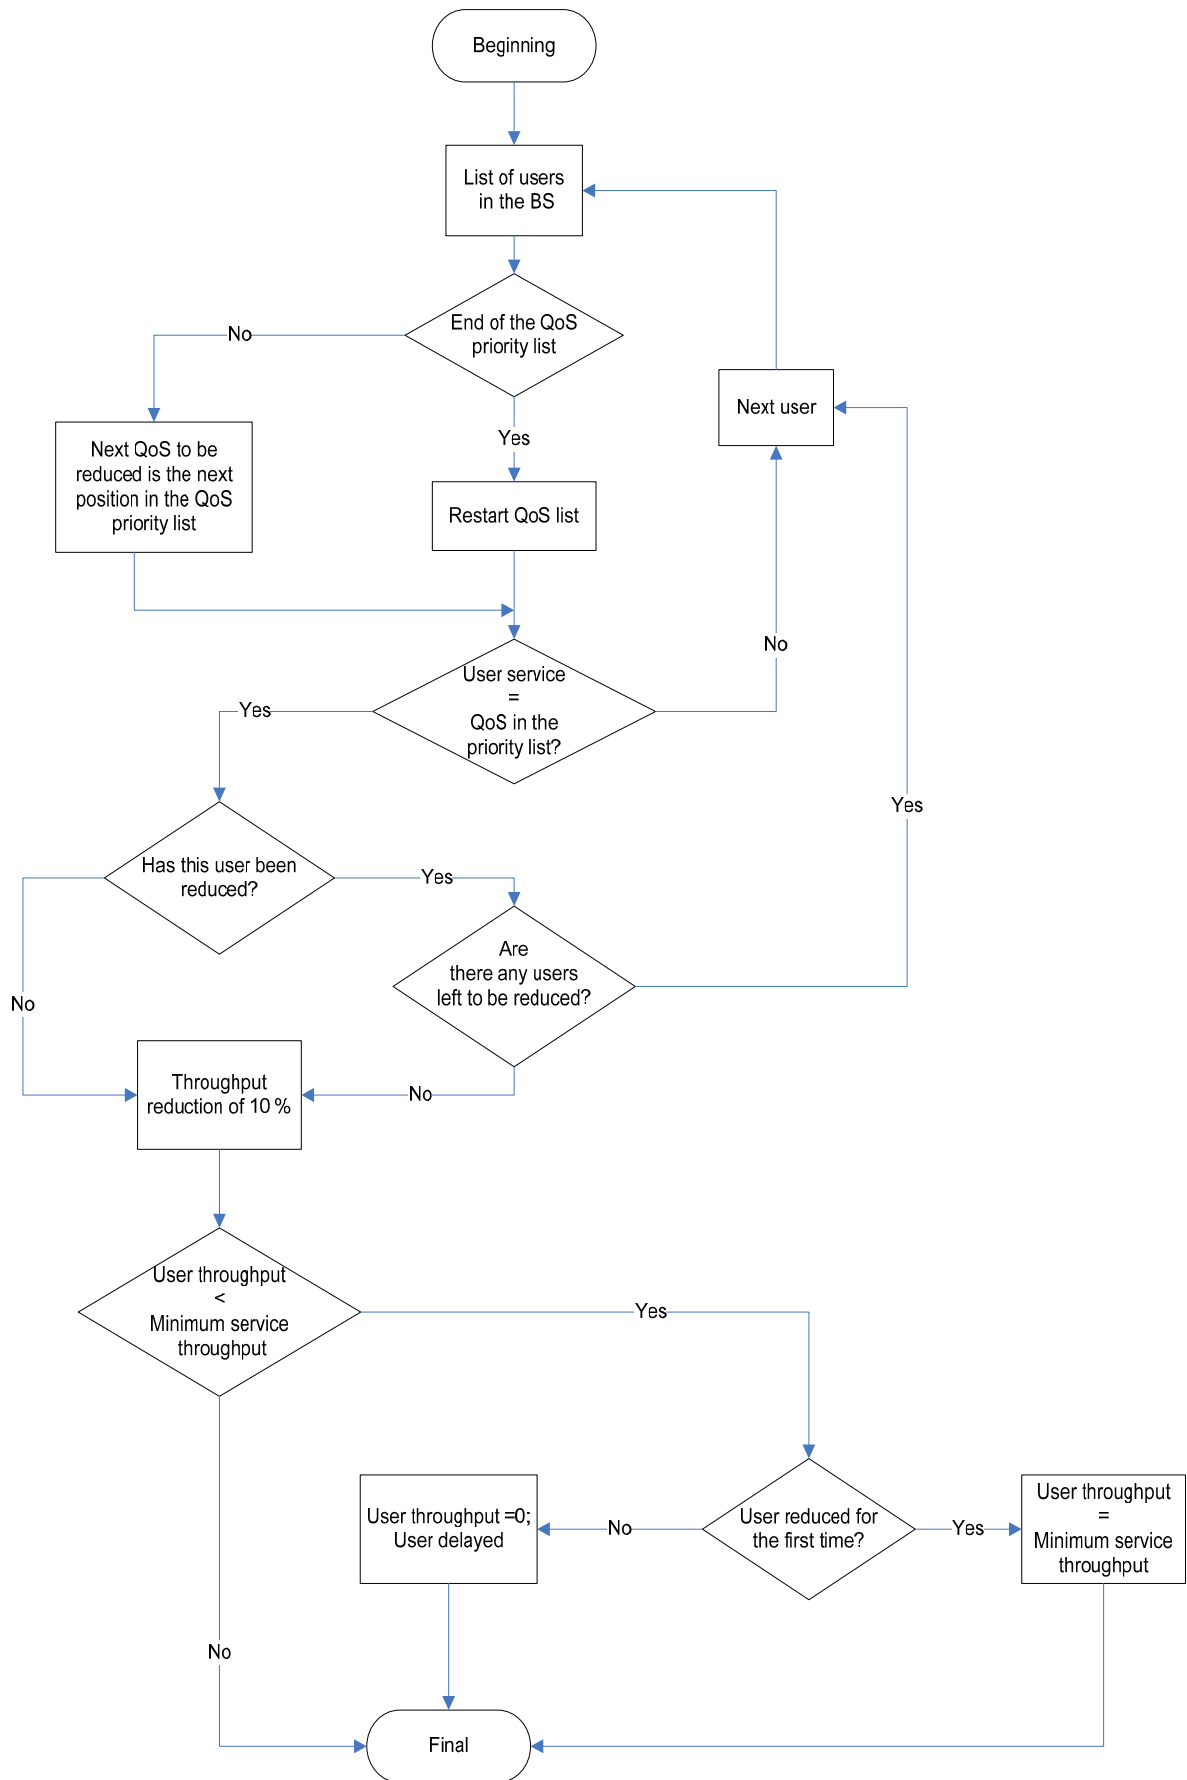 Beginning
List of users
in the BS
End of the QoS
priority list
No
Yes
Next user
Next QoS to be
reduced is the next
position in the QoS
priority list
Restart QoS list
No
User service
=
QoS in the
priority list?
Yes
Yes
Has this user been
reduced?
Yes
Are
there any users
left to be reduced?
No
Throughput
reduction of 10 %
No
User throughput
<
Minimum service
throughput
Yes
User throughput =0;
User delayed
No
User reduced for
the first time?
Yes
User throughput
=
Minimum service
throughput
No
Final